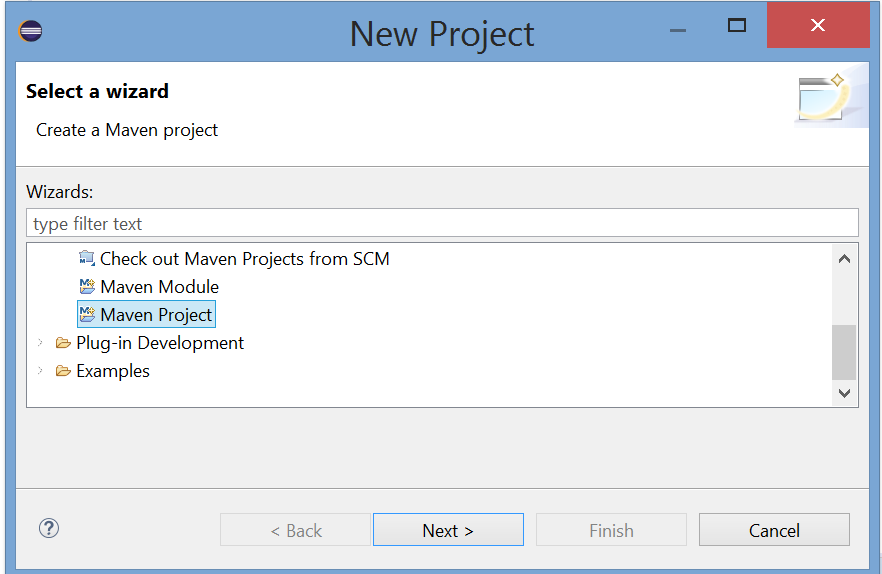 New Project
Select a wizard
Create a Maven project
Wizards:
type filter text
Check out Maven Projects from SCM
Maven Module
Maven Project
Plug-in Development
Examples
< Back Next > Finish Cancel